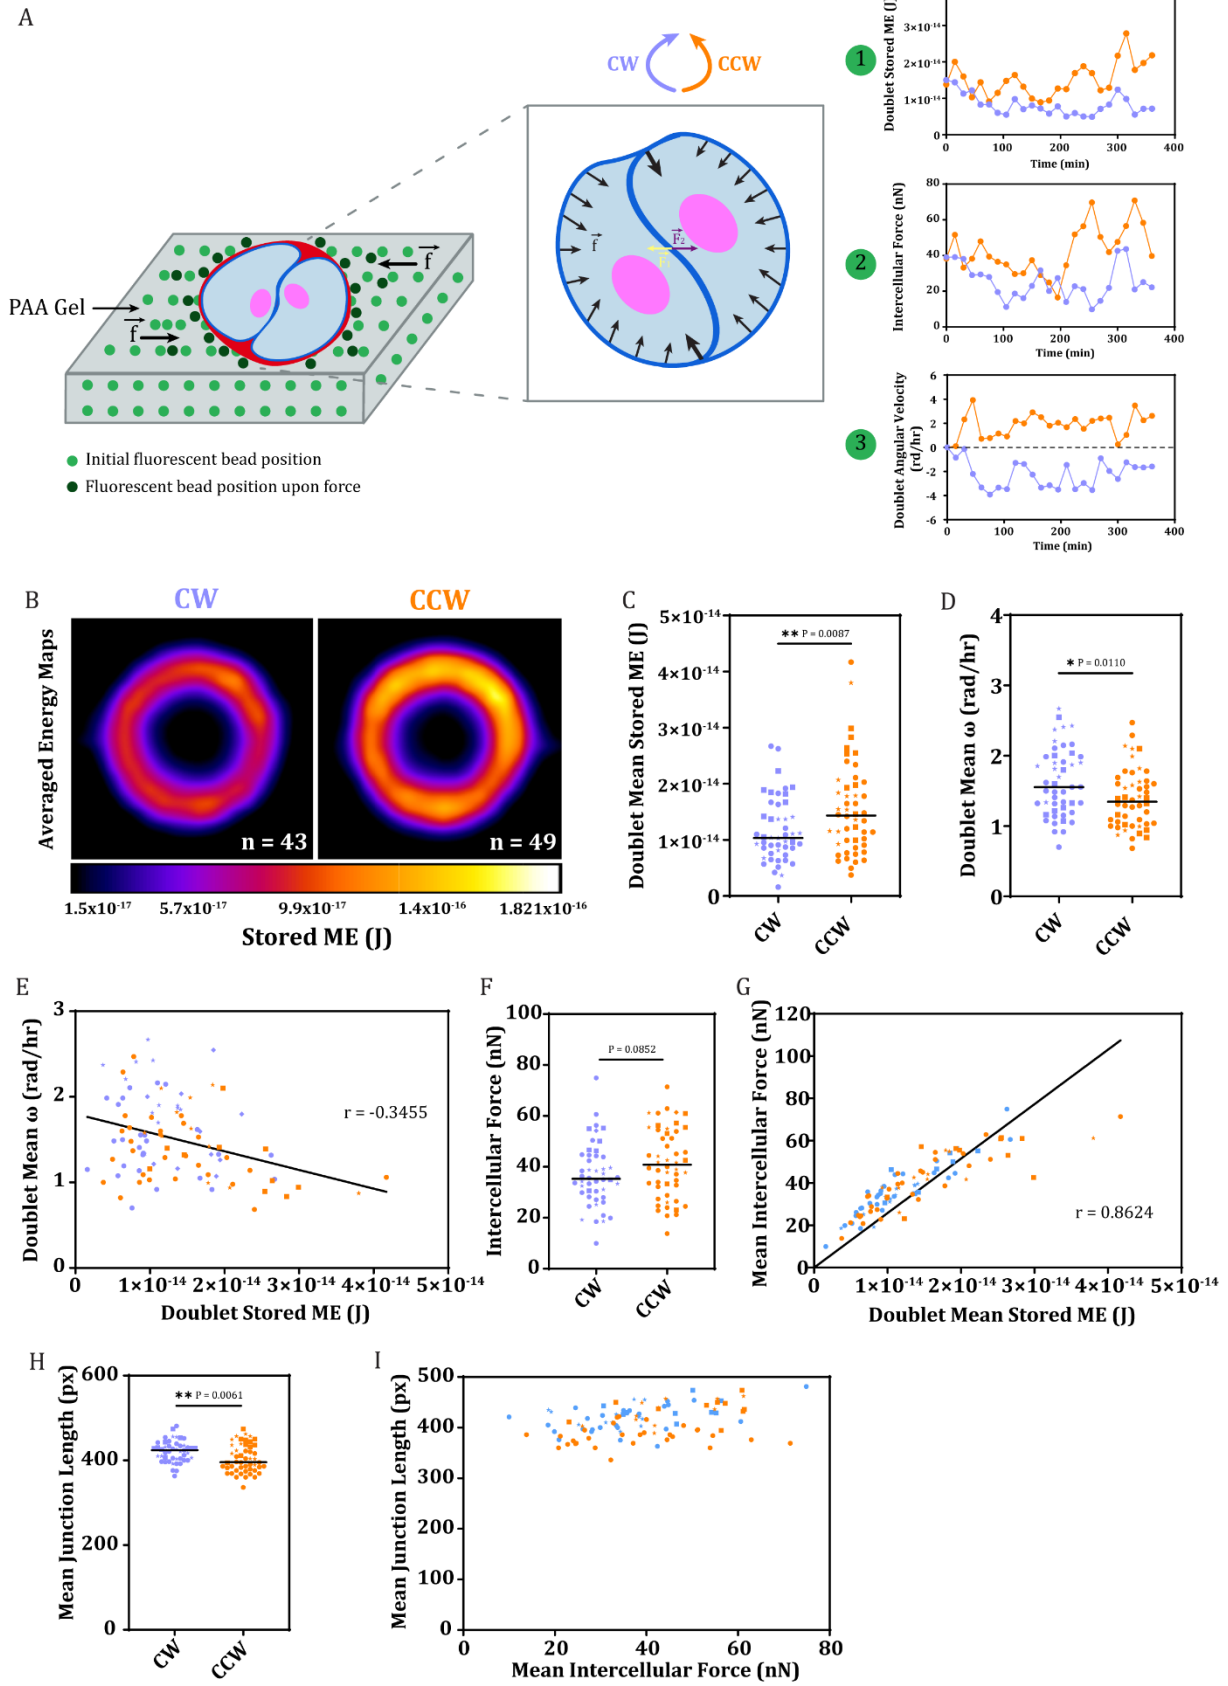 A
CW
CCW
PAA Gel
f
f
f
F₁
F₂
Initial fluorescent bead position
Fluorescent bead position upon force
1
Doublet Stored ME (J)
3×10⁻¹⁴
2×10⁻¹⁴
1×10⁻¹⁴
0
0 100 200 300 400
Time (min)
2
Intercellular Force (nN)
80
60
40
20
0
0 100 200 300 400
Time (min)
3
Doublet Angular Velocity
(rd/hr)
6
4
2
0
-2
-4
-6
0 100 200 300 400
Time (min)
B
CW
CCW
Averaged Energy Maps
n = 43
n = 49
1.5x10⁻¹⁷ 5.7x10⁻¹⁷ 9.9x10⁻¹⁷ 1.4x10⁻¹⁶ 1.821x10⁻¹⁶
Stored ME (J)
C
Doublet Mean Stored ME (J)
5×10⁻¹⁴
4×10⁻¹⁴
3×10⁻¹⁴
2×10⁻¹⁴
1×10⁻¹⁴
0
** P = 0.0087
CW
CCW
D
Doublet Mean ω (rad/hr)
4
3
2
1
0
* P = 0.0110
CW
CCW
E
Doublet Mean ω (rad/hr)
3
2
1
0
r = -0.3455
0 1×10⁻¹⁴ 2×10⁻¹⁴ 3×10⁻¹⁴ 4×10⁻¹⁴ 5×10⁻¹⁴
Doublet Stored ME (J)
F
Intercellular Force (nN)
100
80
60
40
20
0
P = 0.0852
CW
CCW
G
Mean Intercellular Force (nN)
120
100
80
60
40
20
0
r = 0.8624
0 1×10⁻¹⁴ 2×10⁻¹⁴ 3×10⁻¹⁴ 4×10⁻¹⁴ 5×10⁻¹⁴
Doublet Mean Stored ME (J)
H
Mean Junction Length (px)
600
400
200
0
** P = 0.0061
CW
CCW
I
Mean Junction Length (px)
500
400
300
200
100
0
0 20 40 60 80
Mean Intercellular Force (nN)